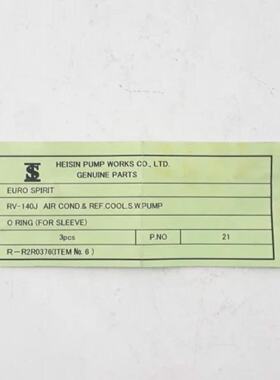 HEISIN PUMP WORKS CO., LTD.
GENUINE PARTS
EURO SPIRIT
RV-140J AIR COND.& REF.COOL.S.W.PUMP
O RING (FOR SLEEVE)
3pcs P.NO 21
R-R2R0376(ITEM No. 6 )